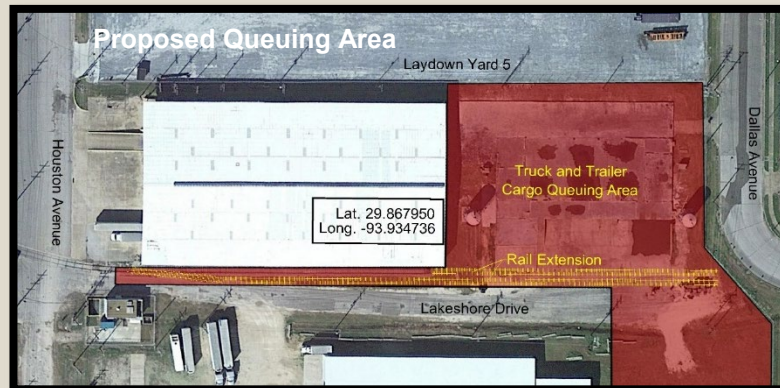 Proposed Queuing Area
Laydown Yard 5
Houston Avenue
Dallas Avenue
Truck and Trailer
Cargo Queuing Area
Lat. 29.867950
Long. -93.934736
Rail Extension
Lakeshore Drive